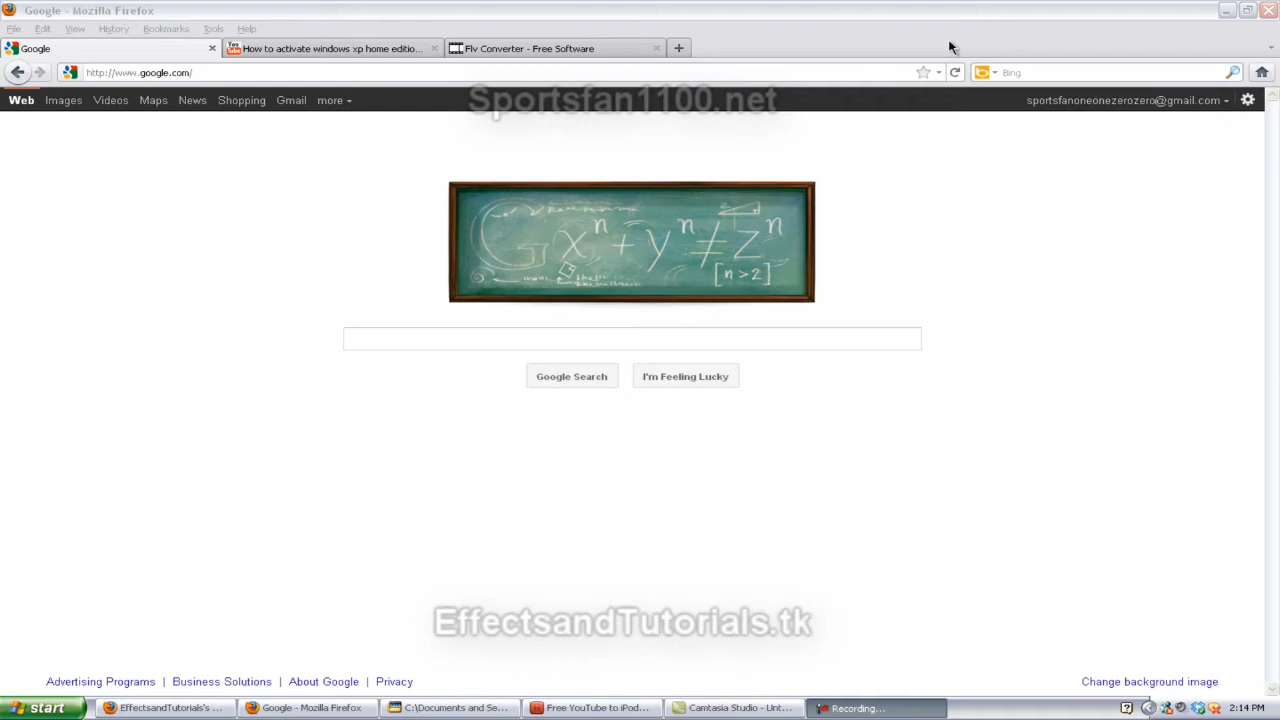 Google - Mozilla Firefox
File Edit View History Bookmarks Tools Help
Google
You Tube How to activate windows xp home editio...
Flv Converter - Free Software
http://www.google.com/
Bing
Web Images Videos Maps News Shopping Gmail more
sportsfanoneonezerozero@gmail.com
Sportsfan1100.net
G x^n + y^n ≠ z^n
[n > 2]
Google Search
I'm Feeling Lucky
EffectsandTutorials.tk
Advertising Programs | Business Solutions | About Google | Privacy
Change background image
start
EffectsandTutorials's ...
Google - Mozilla Firefox
C:\Documents and Se...
Free YouTube to iPod...
Camtasia Studio - Unt...
Recording...
2:14 PM